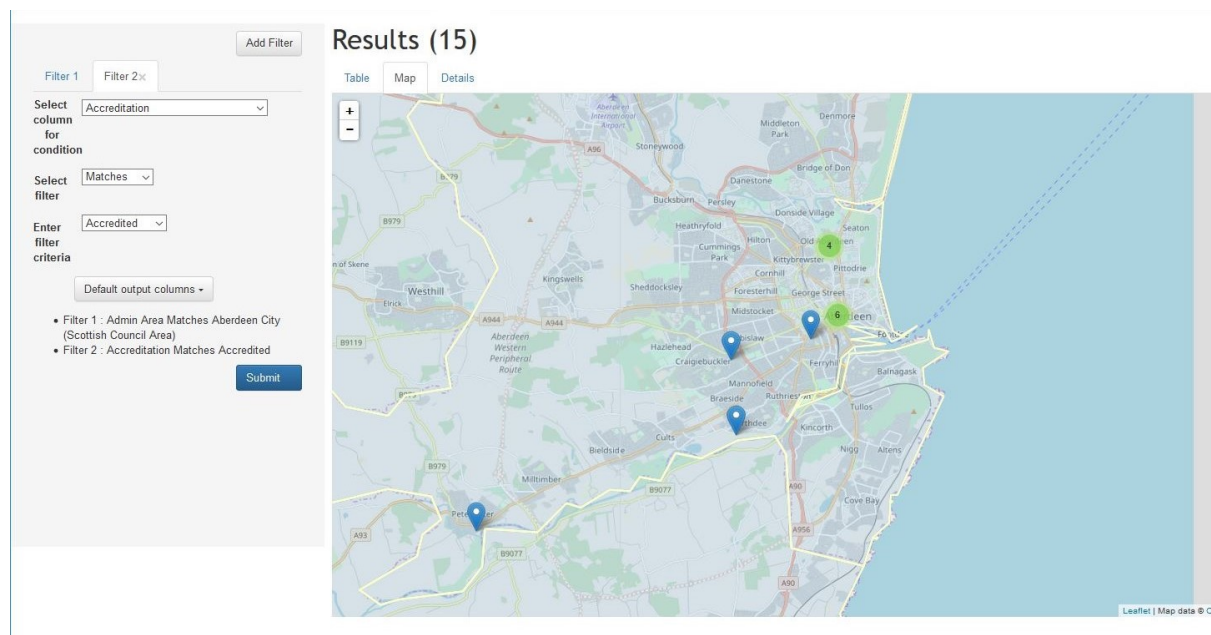 Add Filter
Filter 1 Filter 2×
Select column for condition
Accreditation
Select filter
Matches
Enter filter criteria
Accredited
Default output columns
Filter 1 : Admin Area Matches Aberdeen City
(Scottish Council Area)
Filter 2 : Accreditation Matches Accredited
Submit
Results (15)
Table Map Details
+
−
Aberdeen
International
Airport
Middleton
Park
Denmore
A96
Stoneywood
B979
Bridge of Don
Danestone
Bucksburn
Persley
Donside Village
B979
Heathryfold
Seaton
Cummings
Park
Hilton
4
Kittybrewster
Pittodrie
n of Skene
Kingswells
Cornhill
Westhill
Sheddocksley
Foresterhill
George Street
Elrick
Midstocket
6
deen
A944
A944
B9119
Aberdeen
Western
Peripheral
Route
Hazlehead
Craigiebuckler
Ferryhill
Balnagask
Mannofield
Braeside
Tullos
Kincorth
Cults
Bieldside
Nigg
Altens
B979
Milltimber
B9077
A90
Cove Bay
A93
A956
B9077
A90
Leaflet | Map data ©